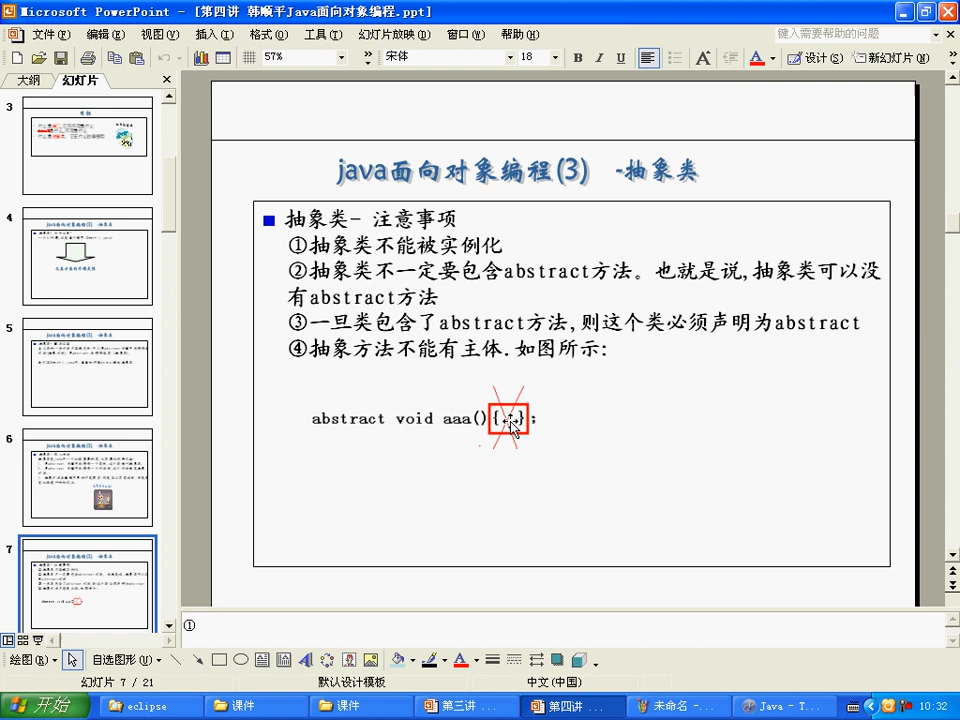 Microsoft PowerPoint - [第四讲 韩顺平Java面向对象编程.ppt]
文件(F) 编辑(E) 视图(V) 插入(I) 格式(O) 工具(T) 幻灯片放映(D) 窗口(W) 帮助(H) 键入需要帮助的问题
57% 宋体 18 B I U A A 设计(S) 新幻灯片(N)
大纲 幻灯片
3
4
5
6
7
java面向对象编程(3) -抽象类
抽象类- 注意事项
①抽象类不能被实例化
②抽象类不一定要包含abstract方法。也就是说,抽象类可以没
有abstract方法
③一旦类包含了abstract方法,则这个类必须声明为abstract
④抽象方法不能有主体.如图所示:
abstract void aaa(){ };
①
绘图(R) 自选图形(U)
幻灯片 7 / 21 默认设计模板 中文(中国)
开始 eclipse 课件 课件 第三讲 ... 第四讲 ... 未命名 -... Java - T... 10:32